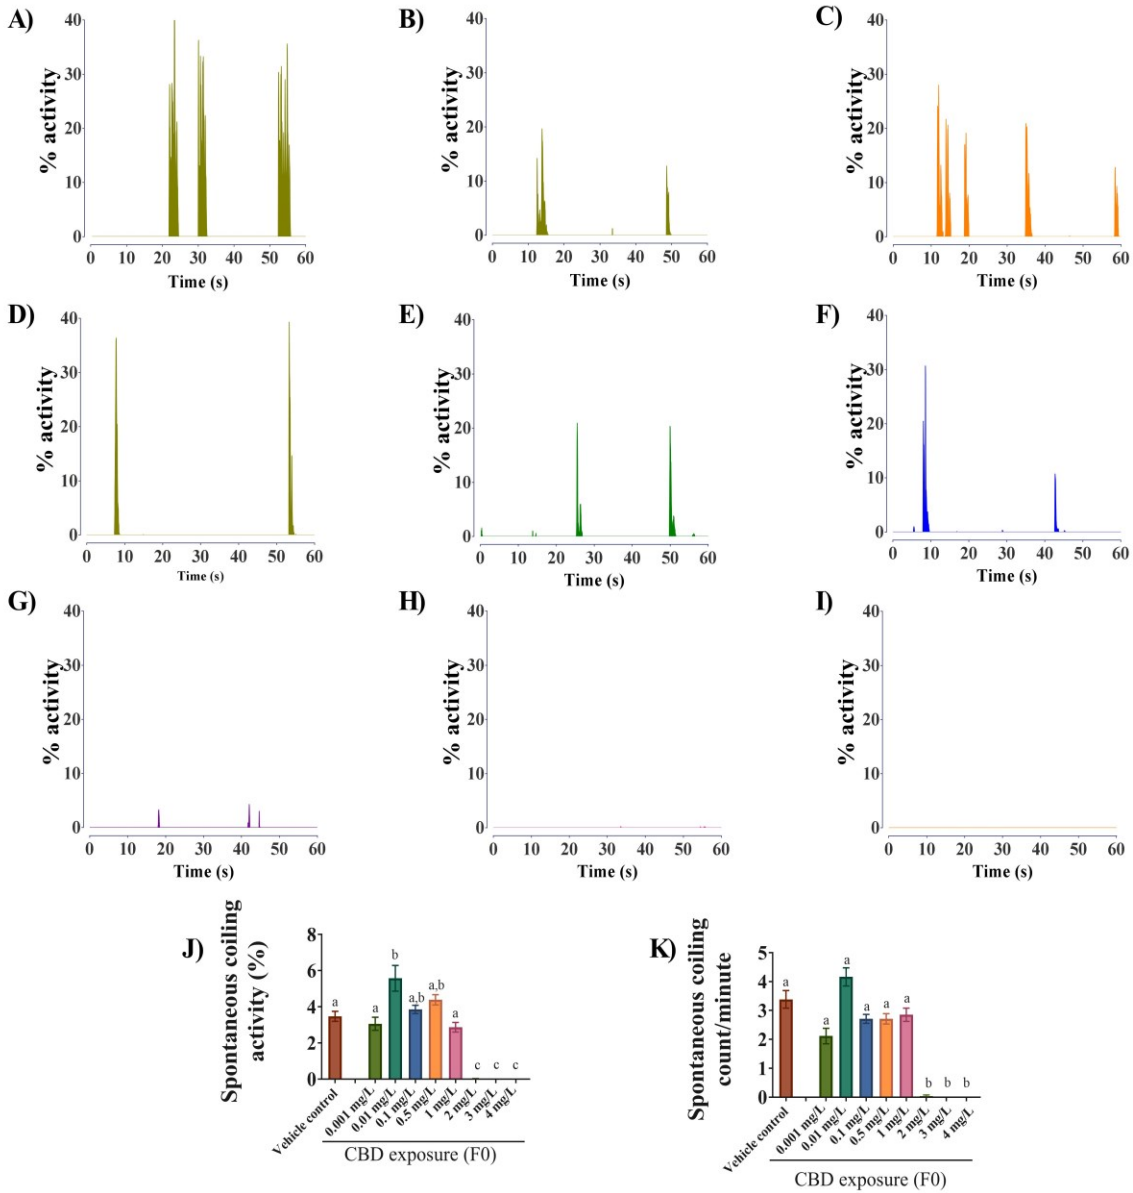 A)
B)
C)
40
30
20
10
0
% activity
0 10 20 30 40 50 60
Time (s)
40
30
20
10
0
% activity
0 10 20 30 40 50 60
Time (s)
40
30
20
10
0
% activity
0 10 20 30 40 50 60
Time (s)
D)
E)
F)
40
30
20
10
0
% activity
0 10 20 30 40 50 60
Time (s)
40
30
20
10
0
% activity
0 10 20 30 40 50 60
Time (s)
40
30
20
10
0
% activity
0 10 20 30 40 50 60
Time (s)
G)
H)
I)
40
30
20
10
0
% activity
0 10 20 30 40 50 60
Time (s)
40
30
20
10
0
% activity
0 10 20 30 40 50 60
Time (s)
40
30
20
10
0
% activity
0 10 20 30 40 50 60
Time (s)
J)
Spontaneous coiling
activity (%)
8
6
4
2
0
a
a
b
a,b
a,b
a
c
c
c
Vehicle control
0.001 mg/L
0.01 mg/L
0.1 mg/L
0.5 mg/L
1 mg/L
2 mg/L
3 mg/L
4 mg/L
CBD exposure (F0)
K)
Spontaneous coiling
count/minute
5
4
3
2
1
0
a
a
a
a
a
a
b
b
b
Vehicle control
0.001 mg/L
0.01 mg/L
0.1 mg/L
0.5 mg/L
1 mg/L
2 mg/L
3 mg/L
4 mg/L
CBD exposure (F0)